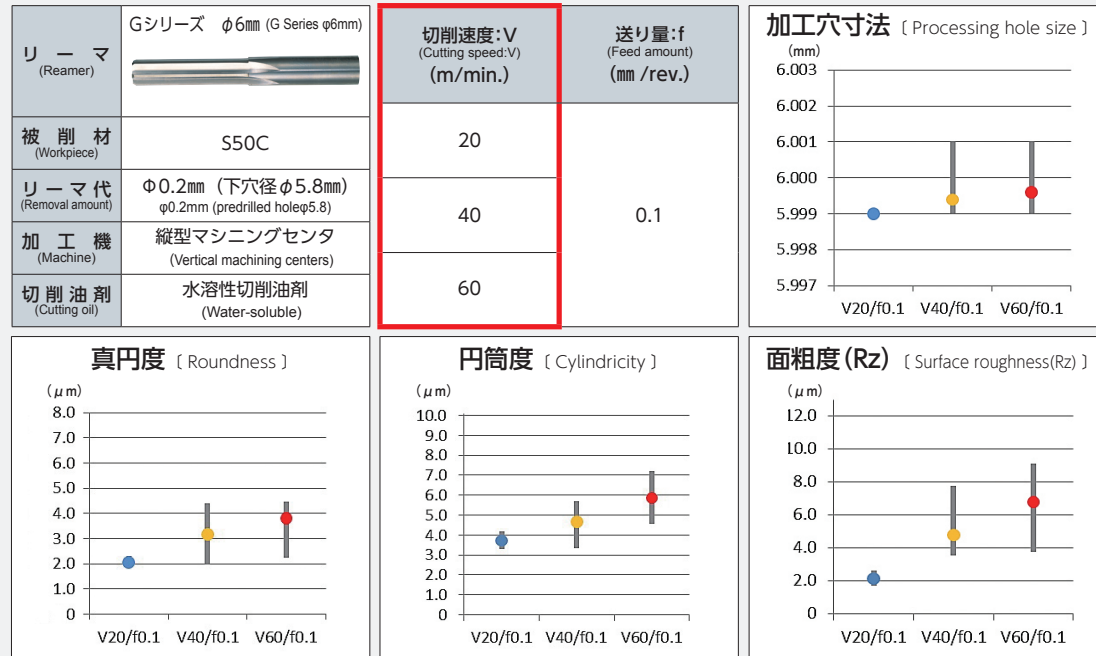 リーマ
(Reamer)
Gシリーズ　φ6㎜ (G Series φ6mm)
被削材
(Workpiece)
S50C
リーマ代
(Removal amount)
Φ0.2㎜（下穴径φ5.8㎜）
φ0.2mm (predrilled holeφ5.8)
加工機
(Machine)
縦型マシニングセンタ
(Vertical machining centers)
切削油剤
(Cutting oil)
水溶性切削油剤
(Water-soluble)
切削速度:V
(Cutting speed:V)
(m/min.)
20
40
60
送り量:f
(Feed amount)
(㎜ /rev.)
0.1
加工穴寸法〔 Processing hole size 〕
(mm)
6.003
6.002
6.001
6.000
5.999
5.998
5.997
V20/f0.1 V40/f0.1 V60/f0.1
真円度〔 Roundness 〕
(μm)
8.0
7.0
6.0
5.0
4.0
3.0
2.0
1.0
0
V20/f0.1 V40/f0.1 V60/f0.1
円筒度〔 Cylindricity 〕
(μm)
10.0
9.0
8.0
7.0
6.0
5.0
4.0
3.0
2.0
1.0
0
V20/f0.1 V40/f0.1 V60/f0.1
面粗度(Rz)〔 Surface roughness(Rz) 〕
(μm)
12.0
10.0
8.0
6.0
4.0
2.0
0
V20/f0.1 V40/f0.1 V60/f0.1